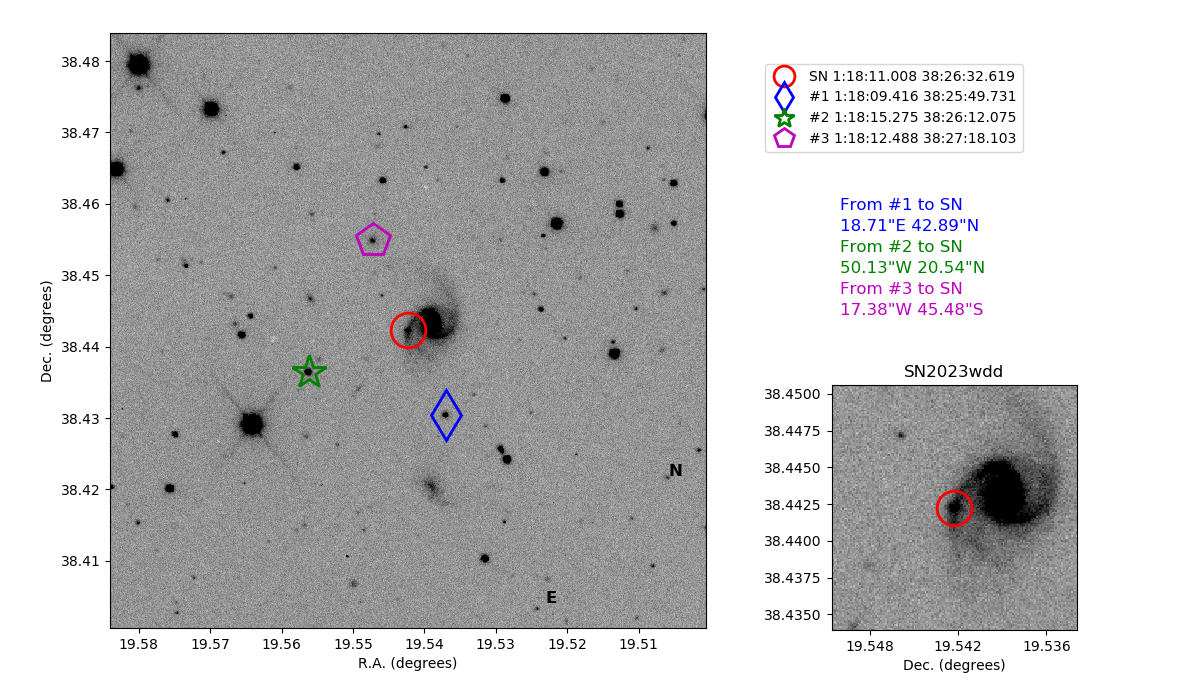 38.48
38.47
38.46
38.45
38.44
38.43
38.42
38.41
Dec. (degrees)
19.58 19.57 19.56 19.55 19.54 19.53 19.52 19.51
R.A. (degrees)
N
E
SN 1:18:11.008 38:26:32.619
#1 1:18:09.416 38:25:49.731
#2 1:18:15.275 38:26:12.075
#3 1:18:12.488 38:27:18.103
From #1 to SN
18.71"E 42.89"N
From #2 to SN
50.13"W 20.54"N
From #3 to SN
17.38"W 45.48"S
SN2023wdd
38.4500
38.4475
38.4450
38.4425
38.4400
38.4375
38.4350
19.548 19.542 19.536
Dec. (degrees)